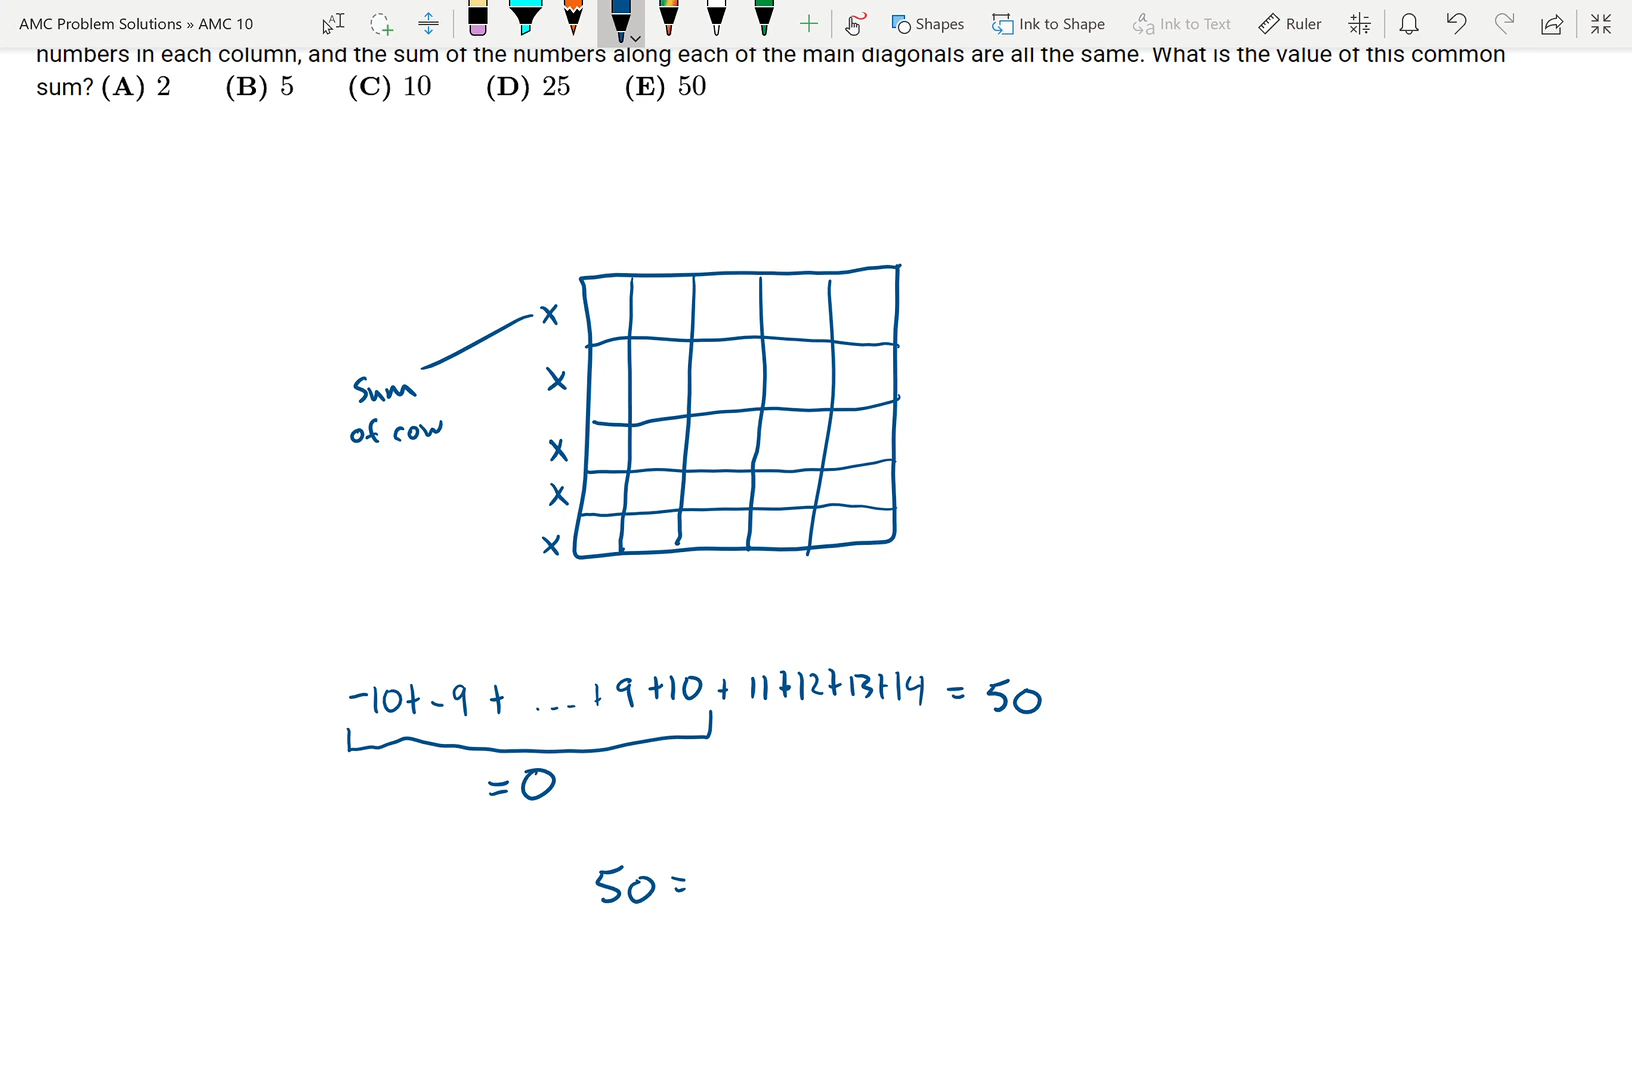 AMC Problem Solutions » AMC 10
Shapes
Ink to Shape
Ink to Text
Ruler
numbers in each column, and the sum of the numbers along each of the main diagonals are all the same. What is the value of this common
sum? (A) 2 (B) 5 (C) 10 (D) 25 (E) 50
x
x
Sum
of row
x
x
x
-10+-9+ ... +9+10+11+12+13+14 = 50
=0
50=